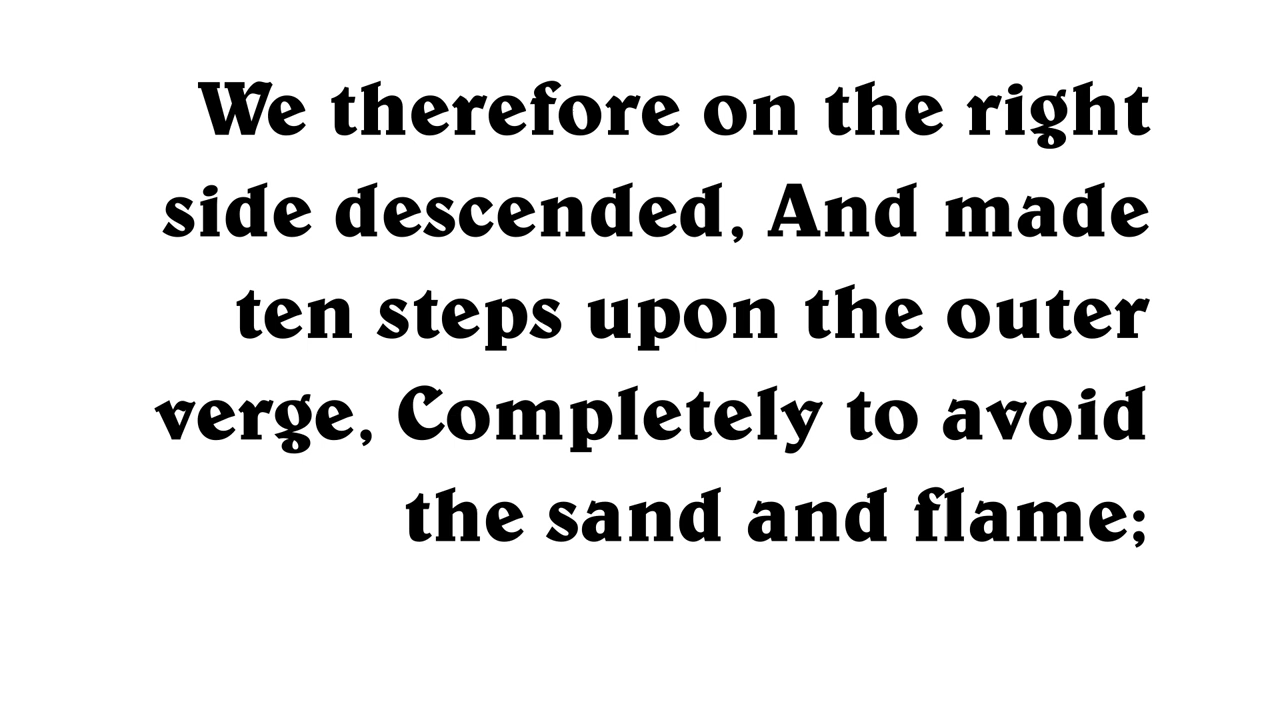 We therefore on the right
side descended, And made
ten steps upon the outer
verge, Completely to avoid
the sand and flame;